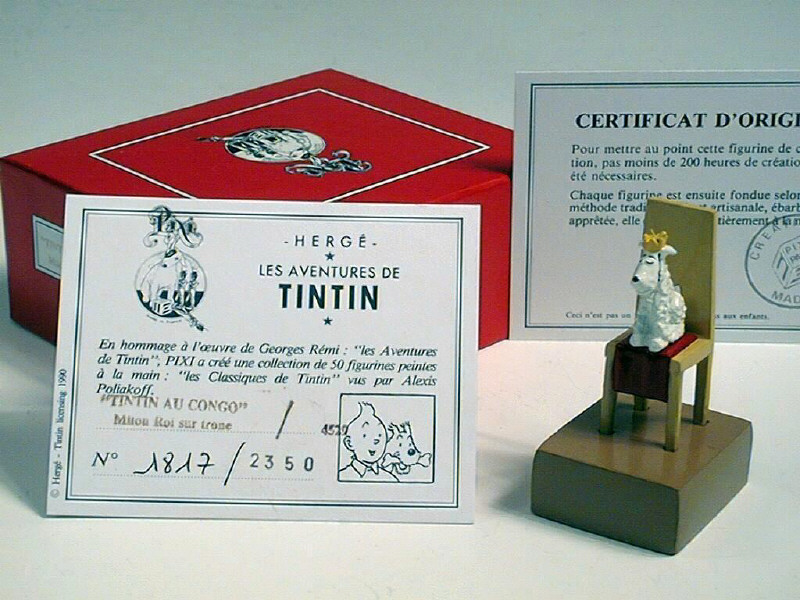 CERTIFICAT D'ORIGI
Pour mettre au point cette figurine de c
tion, pas moins de 200 heures de créatio
été nécessaires.
Chaque figurine est ensuite fondue selo
méthode tradi et artisanale, ébarb
apprêtée, elle tièrement à la m
Ceci n'est pas un us aux enfants.
PIXI
-HERGÉ-
LES AVENTURES DE
TINTIN
En hommage à l'œuvre de Georges Rémi : "les Aventures
de Tintin", PIXI a créé une collection de 50 figurines peintes
à la main : "les Classiques de Tintin" vus par Alexis
Poliakoff.
"TINTIN AU CONGO" /
Milou Roi sur trone 4520
N° 1817 / 2350
© Hergé - Tintin licensing 1990